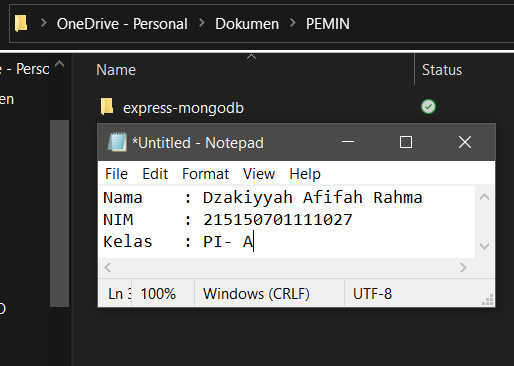 OneDrive - Personal > Dokumen > PEMIN
e - Perso
Name Status
en
express-mongodb
*Untitled - Notepad
File Edit Format View Help
Nama : Dzakiyyah Afifah Rahma
NIM : 215150701111027
Kelas : PI- A
Ln 3 100% Windows (CRLF) UTF-8